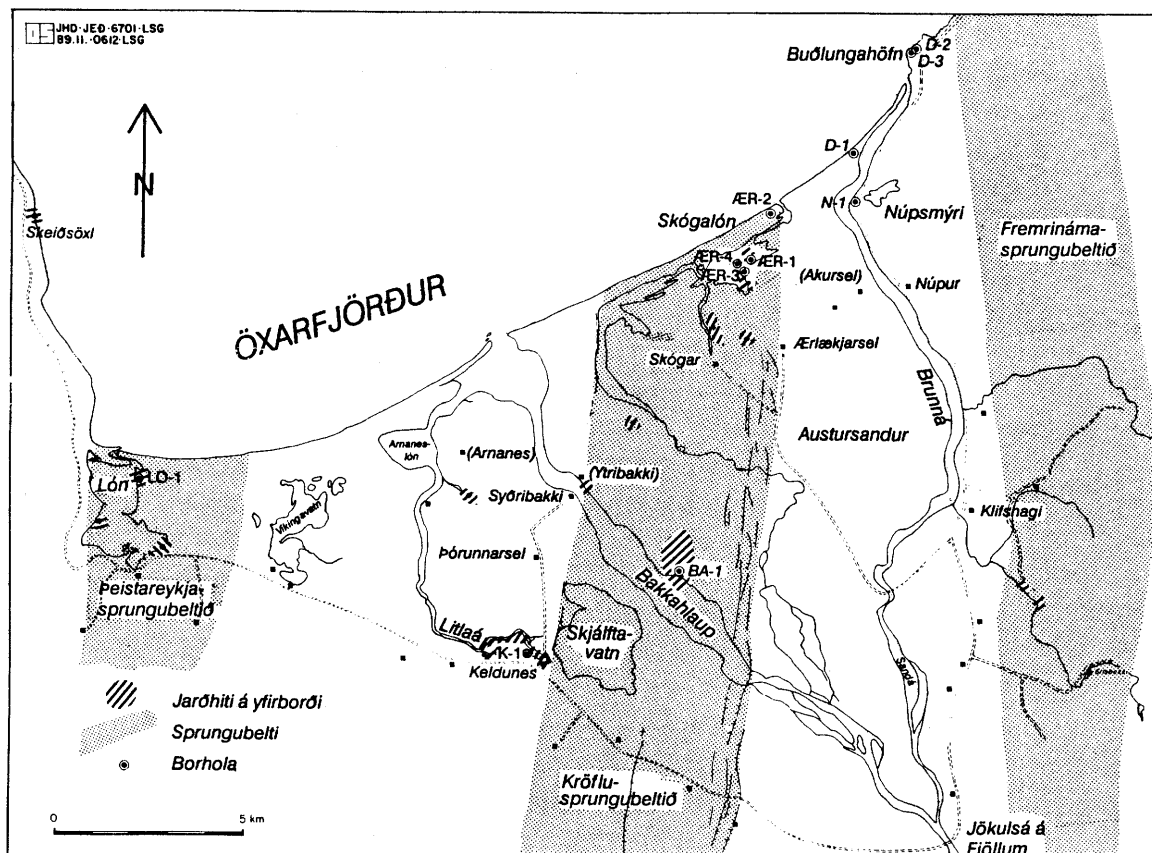 OS JHD·JEÐ·6701·LSG
89.11.·0612·LSG
Buðlungahöfn
D-2
D-3
D-1
N
ÆR-2
N-1
Núpsmýri
Skógalón
Skeiðsöxl
Fremrináma-
sprungubeltið
ÆR-4
ÆR-1
ÆR-3
(Akursel)
Núpur
ÖXARFJÖRÐUR
Ærlækjarsel
Skógar
Brunná
Austursandur
Arnanes-
lón
(Arnanes)
(Ytribakki)
Lón
LO-1
Syðribakki
Víkingavatn
Klifshagi
Þórunnarsel
BA-1
Þeistareykja-
sprungubeltið
Bakkahlaup
Litlaá
Skjálfta-
vatn
K-1
Keldunes
Sandá
Jarðhiti á yfirborði
Sprungubelti
Borhola
Kröflu-
sprungubeltið
0 5 km
Jökulsá á
Fjöllum